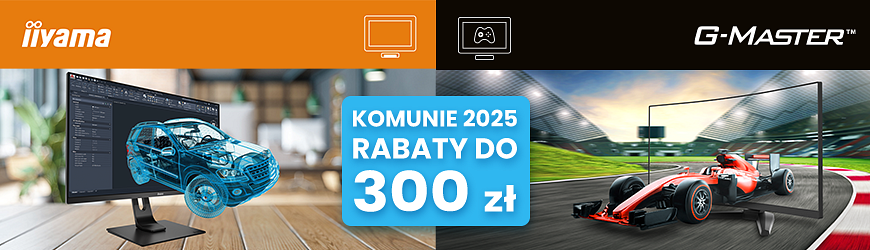 iiyama
G-MASTER™
KOMUNIE 2025
RABATY DO
300 zł